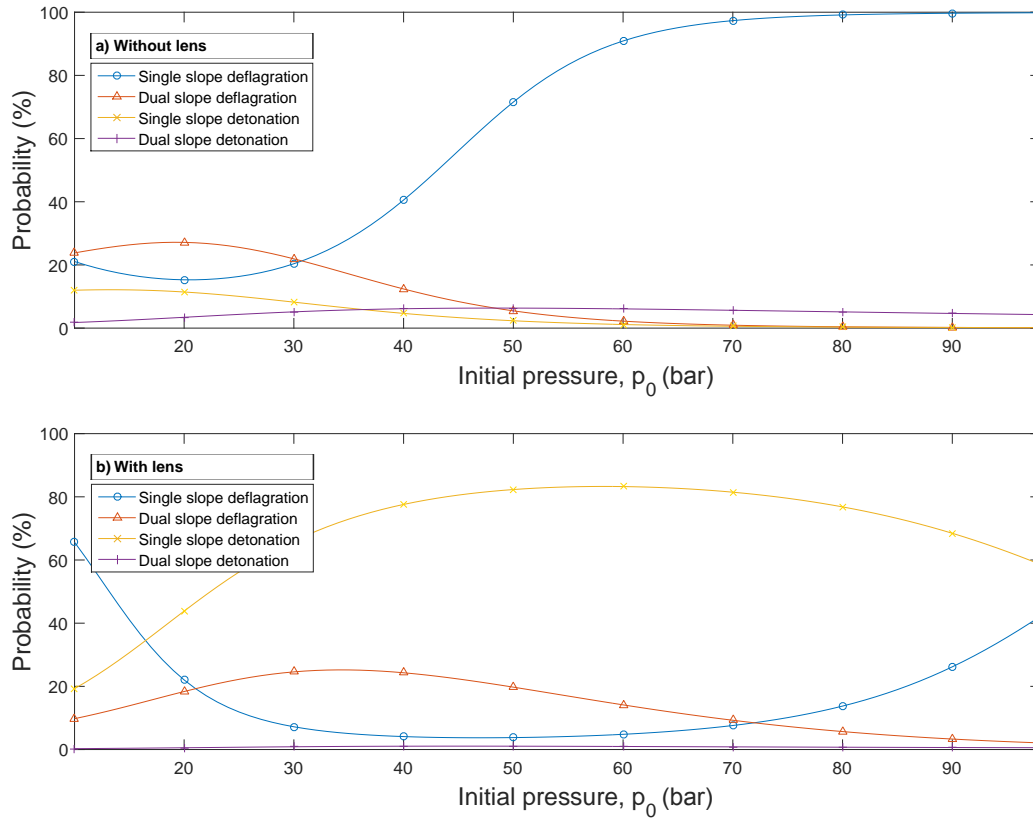 100
80
60
40
20
0
Probability (%)
a) Without lens
Single slope deflagration
Dual slope deflagration
Single slope detonation
Dual slope detonation
20 30 40 50 60 70 80 90
Initial pressure, p0 (bar)
100
80
60
40
20
0
Probability (%)
b) With lens
Single slope deflagration
Dual slope deflagration
Single slope detonation
Dual slope detonation
20 30 40 50 60 70 80 90
Initial pressure, p0 (bar)